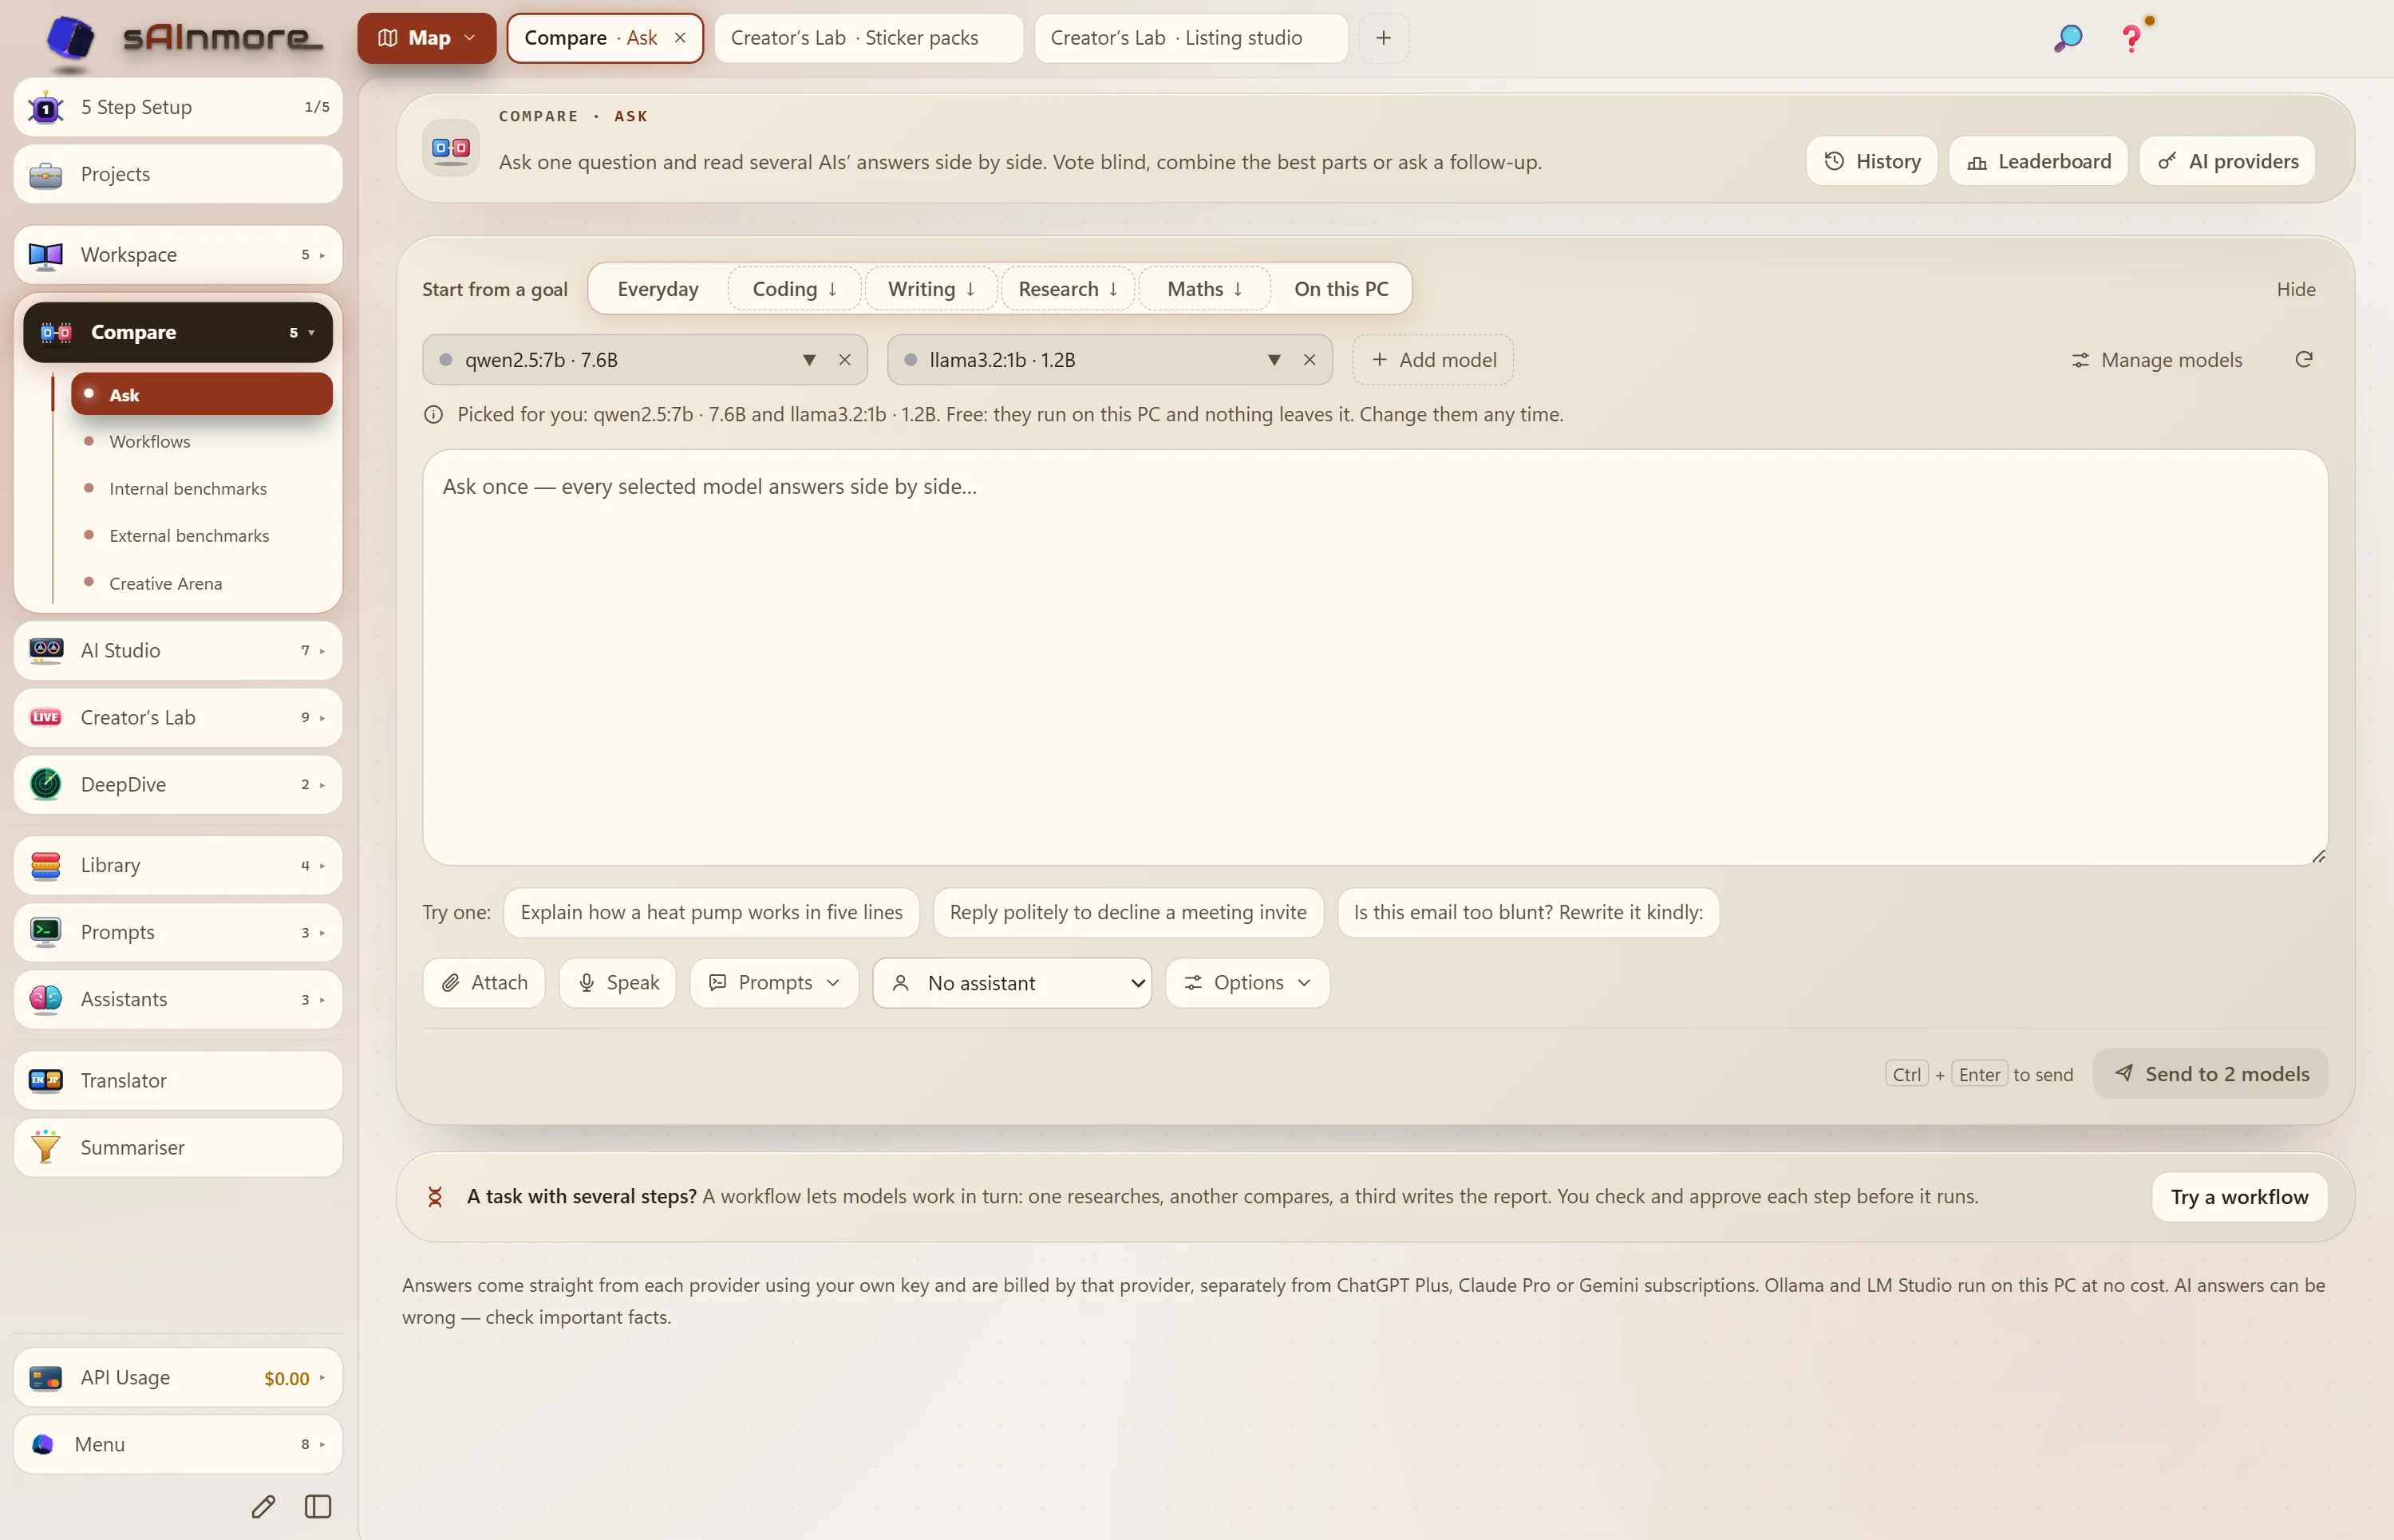 sAInmore_
Map
Compare · Ask
Creator's Lab · Sticker packs
Creator's Lab · Listing studio
5 Step Setup 1/5
Projects
Workspace 5
Compare 5
Ask
Workflows
Internal benchmarks
External benchmarks
Creative Arena
AI Studio 7
LIVE Creator's Lab 9
DeepDive 2
Library 4
Prompts 3
Assistants 3
EN JP Translator
Summariser
API Usage $0.00
Menu 8
COMPARE · ASK
Ask one question and read several AIs' answers side by side. Vote blind, combine the best parts or ask a follow-up.
History
Leaderboard
AI providers
Start from a goal
Everyday
Coding ↓
Writing ↓
Research ↓
Maths ↓
On this PC
Hide
qwen2.5:7b · 7.6B
llama3.2:1b · 1.2B
+ Add model
Manage models
Picked for you: qwen2.5:7b · 7.6B and llama3.2:1b · 1.2B. Free: they run on this PC and nothing leaves it. Change them any time.
Ask once — every selected model answers side by side...
Try one:
Explain how a heat pump works in five lines
Reply politely to decline a meeting invite
Is this email too blunt? Rewrite it kindly:
Attach
Speak
Prompts
No assistant
Options
Ctrl + Enter to send
Send to 2 models
A task with several steps? A workflow lets models work in turn: one researches, another compares, a third writes the report. You check and approve each step before it runs.
Try a workflow
Answers come straight from each provider using your own key and are billed by that provider, separately from ChatGPT Plus, Claude Pro or Gemini subscriptions. Ollama and LM Studio run on this PC at no cost. AI answers can be
wrong — check important facts.